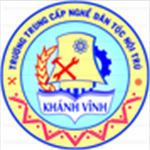 TRƯỜNG TRUNG CẤP NGHỀ DÂN TỘC NỘI TRÚ
KHÁNH VĨNH